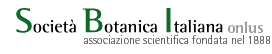 Società Botanica Italiana onlus
associazione scientifica fondata nel 1888